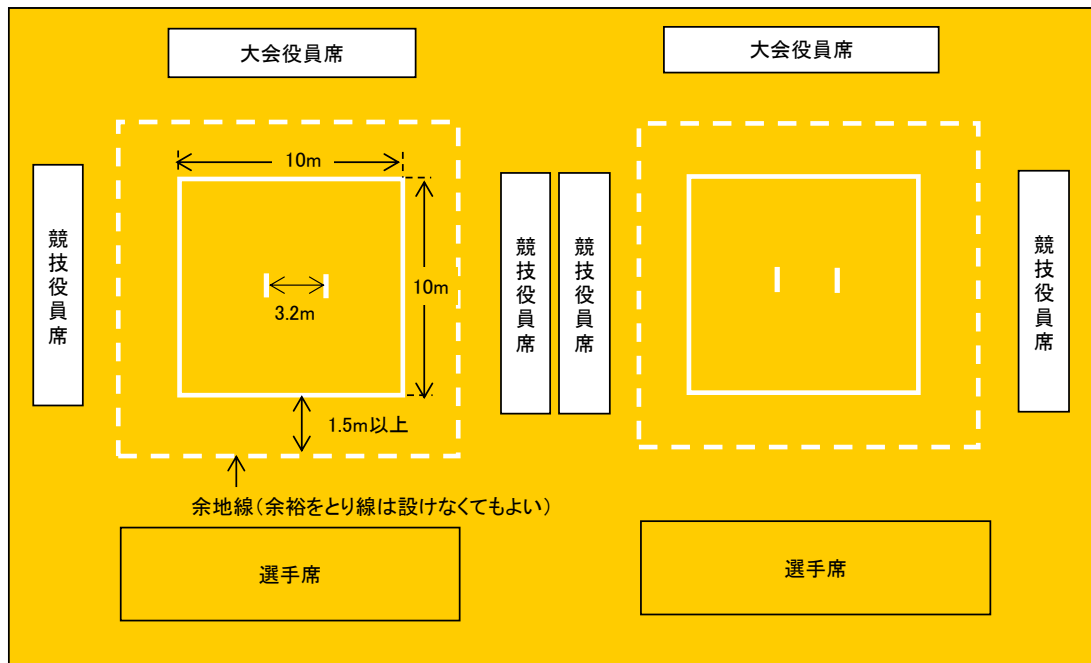 大会役員席
大会役員席
10m
競技役員席
10m
3.2m
1.5m以上
余地線(余裕をとり線は設けなくてもよい)
競技役員席
競技役員席
競技役員席
選手席
選手席